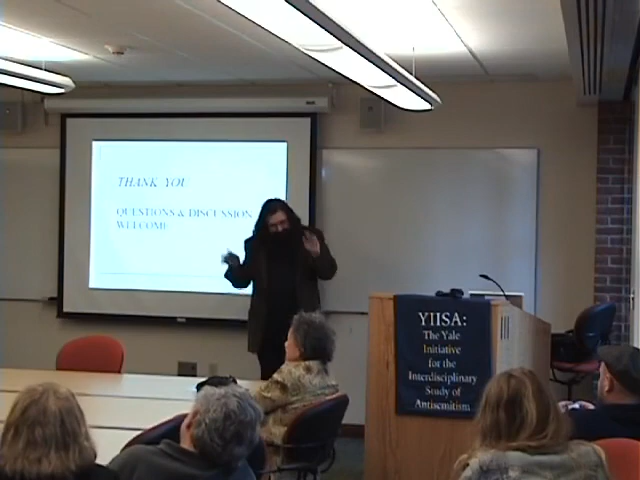 THANK YOU
QUESTIONS & DISCUSSION
WELCOME
YIISA:
The Yale
Initiative
for the
Interdisciplinary
Study of
Antisemitism